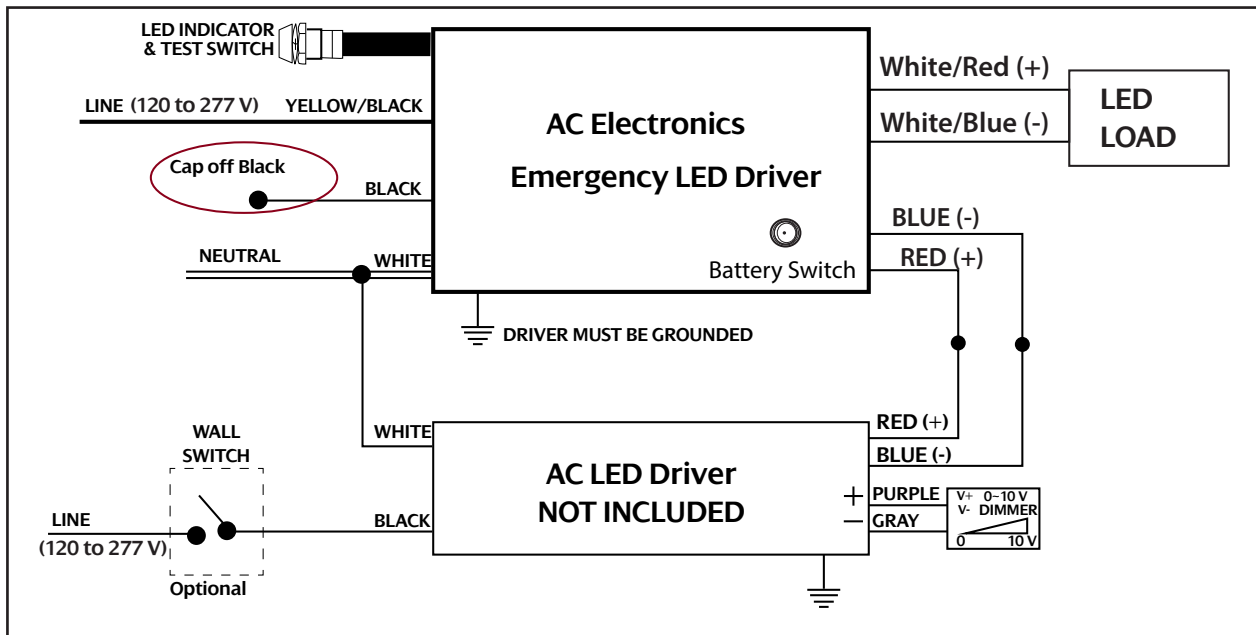 LED INDICATOR
& TEST SWITCH
LINE (120 to 277 V)
YELLOW/BLACK
Cap off Black
BLACK
NEUTRAL
WHITE
AC Electronics
Emergency LED Driver
Battery Switch
White/Red (+)
White/Blue (-)
LED
LOAD
BLUE (-)
RED (+)
DRIVER MUST BE GROUNDED
WALL
SWITCH
LINE
(120 to 277 V)
Optional
WHITE
BLACK
AC LED Driver
NOT INCLUDED
RED (+)
BLUE (-)
+ PURPLE
− GRAY
V+ 0~10 V
V- DIMMER
0 10 V